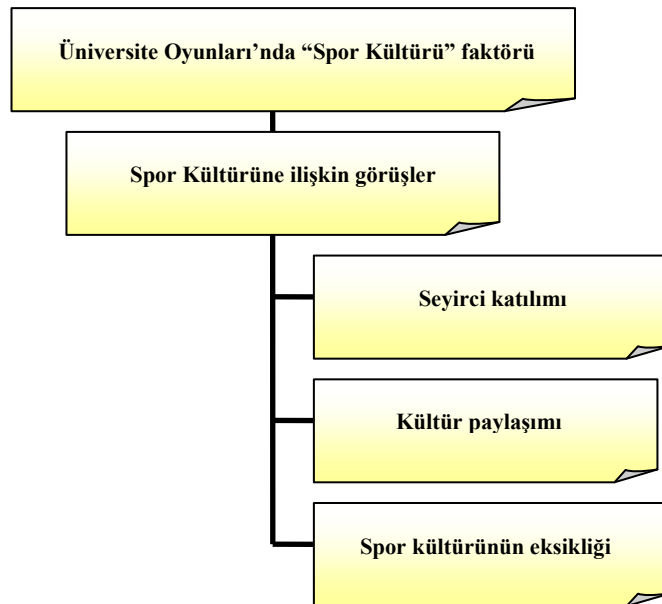 Üniversite Oyunları’nda “Spor Kültürü” faktörü
Spor Kültürüne ilişkin görüşler
Seyirci katılımı
Kültür paylaşımı
Spor kültürünün eksikliği